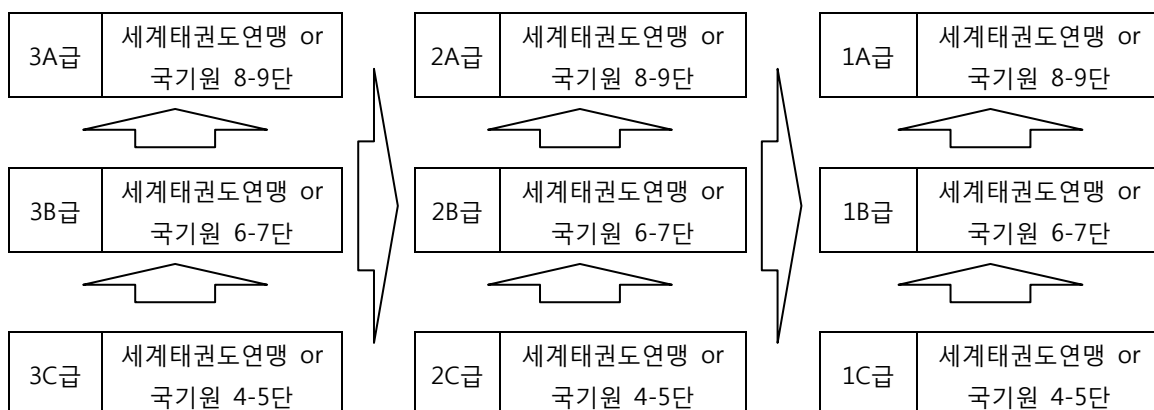 3A급 세계태권도연맹 or
국기원 8-9단
2A급 세계태권도연맹 or
국기원 8-9단
1A급 세계태권도연맹 or
국기원 8-9단
3B급 세계태권도연맹 or
국기원 6-7단
2B급 세계태권도연맹 or
국기원 6-7단
1B급 세계태권도연맹 or
국기원 6-7단
3C급 세계태권도연맹 or
국기원 4-5단
2C급 세계태권도연맹 or
국기원 4-5단
1C급 세계태권도연맹 or
국기원 4-5단